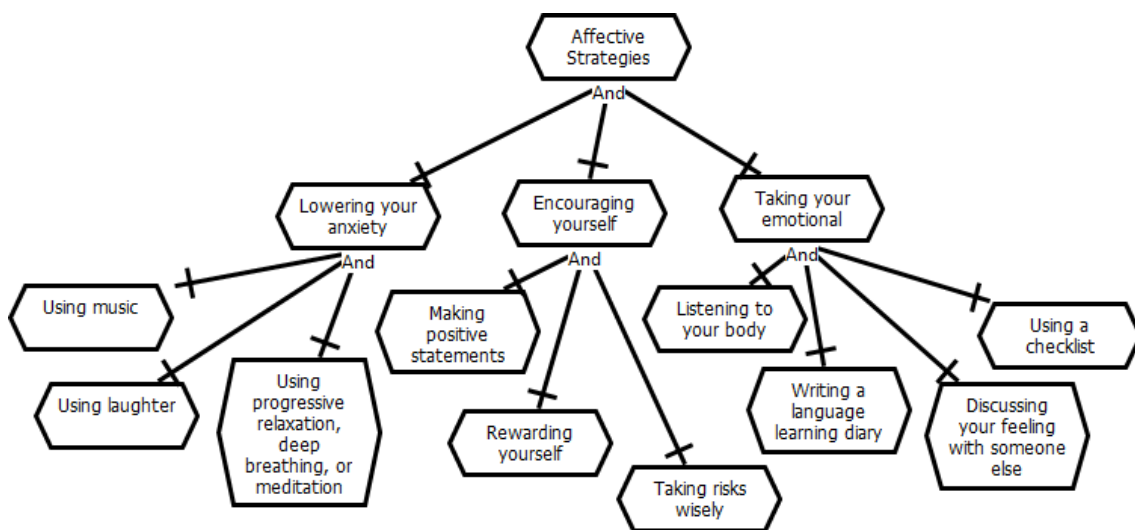 Affective
Strategies
And
Lowering your
anxiety
Encouraging
yourself
Taking your
emotional
And
And
And
Using music
Using laughter
Using
progressive
relaxation,
deep
breathing, or
meditation
Making
positive
statements
Rewarding
yourself
Taking risks
wisely
Listening to
your body
Writing a
language
learning diary
Discussing
your feeling
with someone
else
Using a
checklist